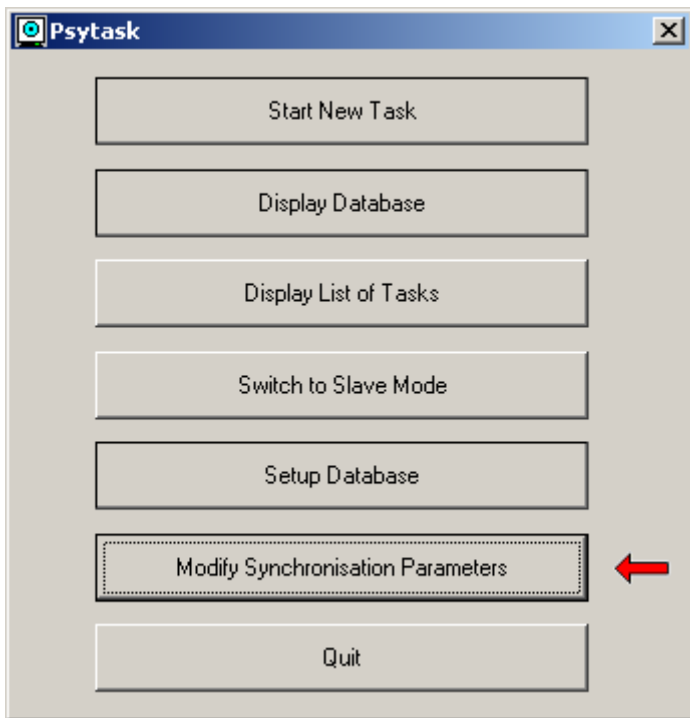 Psytask
Start New Task
Display Database
Display List of Tasks
Switch to Slave Mode
Setup Database
Modify Synchronisation Parameters
Quit